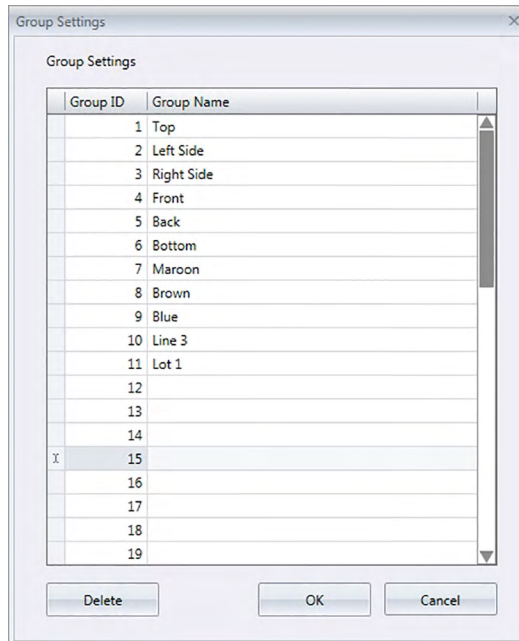 Group Settings
Group Settings
Group ID Group Name
1 Top
2 Left Side
3 Right Side
4 Front
5 Back
6 Bottom
7 Maroon
8 Brown
9 Blue
10 Line 3
11 Lot 1
12
13
14
15
16
17
18
19
Delete OK Cancel